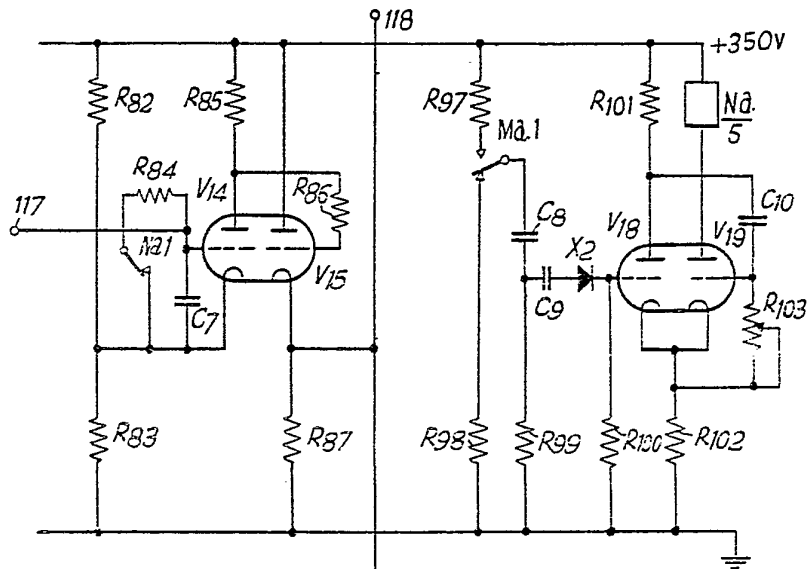 118
+350V
R82
R85
R97
R101
Na.
5
Ma.1
R84
V14
R86
C10
117
C8
V18
V19
Na1
X2
V15
C7
C9
R103
R83
R87
R98
R99
R100
R102